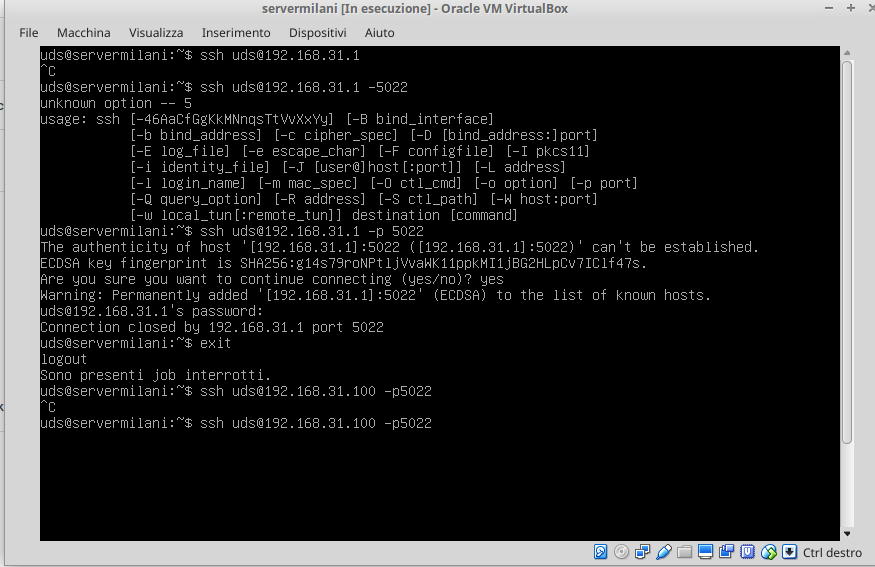 servermilani [In esecuzione] - Oracle VM VirtualBox
File Macchina Visualizza Inserimento Dispositivi Aiuto
uds@servermilani:~$ ssh uds@192.168.31.1
^C
uds@servermilani:~$ ssh uds@192.168.31.1 -5022
unknown option -- 5
usage: ssh [-46AaCfGgKkMNnqsTtVvXxYy] [-B bind_interface]
           [-b bind_address] [-c cipher_spec] [-D [bind_address:]port]
           [-E log_file] [-e escape_char] [-F configfile] [-I pkcs11]
           [-i identity_file] [-J [user@]host[:port]] [-L address]
           [-l login_name] [-m mac_spec] [-O ctl_cmd] [-o option] [-p port]
           [-Q query_option] [-R address] [-S ctl_path] [-W host:port]
           [-w local_tun[:remote_tun]] destination [command]
uds@servermilani:~$ ssh uds@192.168.31.1 -p 5022
The authenticity of host '[192.168.31.1]:5022 ([192.168.31.1]:5022)' can't be established.
ECDSA key fingerprint is SHA256:g14s79roNPtljVvaWK11ppkMI1jBG2HLpCv7IClf47s.
Are you sure you want to continue connecting (yes/no)? yes
Warning: Permanently added '[192.168.31.1]:5022' (ECDSA) to the list of known hosts.
uds@192.168.31.1's password:
Connection closed by 192.168.31.1 port 5022
uds@servermilani:~$ exit
logout
Sono presenti job interrotti.
uds@servermilani:~$ ssh uds@192.168.31.100 -p5022
^C
uds@servermilani:~$ ssh uds@192.168.31.100 -p5022
Ctrl destro